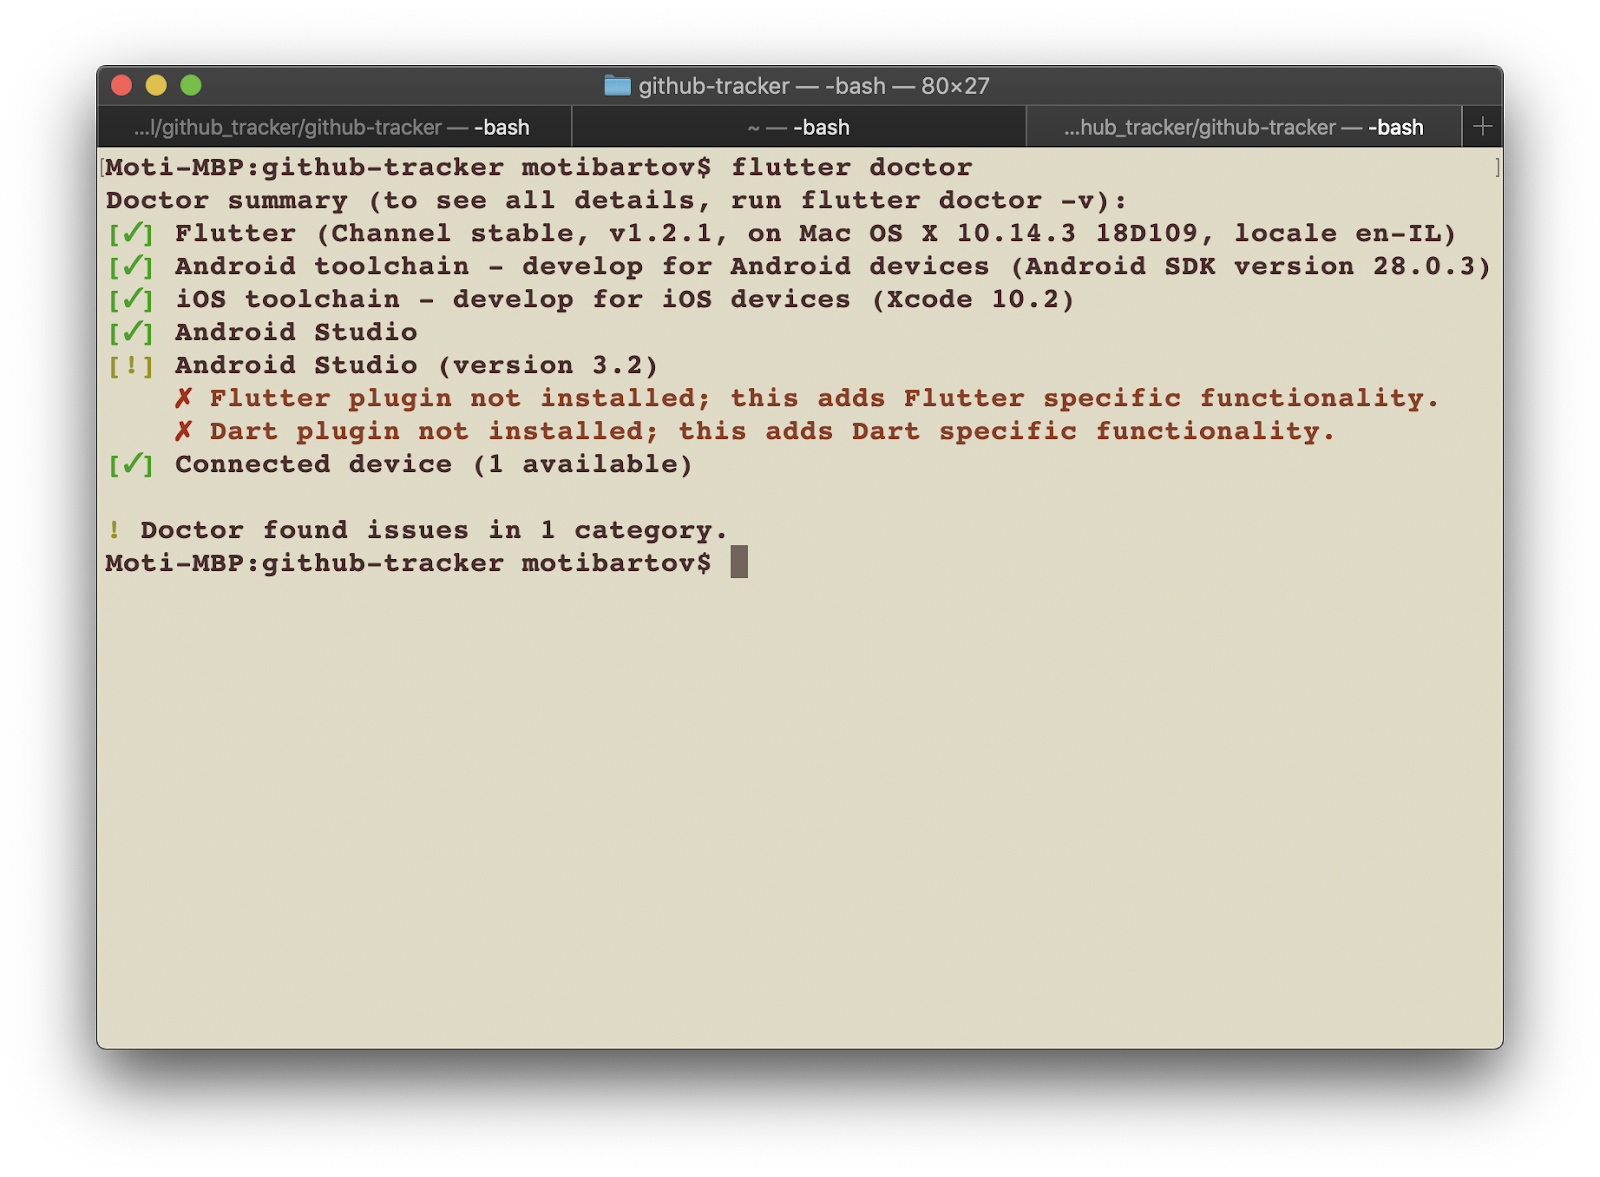 github-tracker — -bash — 80×27
...l/github_tracker/github-tracker — -bash
~ — -bash
...hub_tracker/github-tracker — -bash
[Moti-MBP:github-tracker motibartov$ flutter doctor ]
Doctor summary (to see all details, run flutter doctor -v):
[✓] Flutter (Channel stable, v1.2.1, on Mac OS X 10.14.3 18D109, locale en-IL)
[✓] Android toolchain - develop for Android devices (Android SDK version 28.0.3)
[✓] iOS toolchain - develop for iOS devices (Xcode 10.2)
[✓] Android Studio
[!] Android Studio (version 3.2)
✗ Flutter plugin not installed; this adds Flutter specific functionality.
✗ Dart plugin not installed; this adds Dart specific functionality.
[✓] Connected device (1 available)
! Doctor found issues in 1 category.
Moti-MBP:github-tracker motibartov$